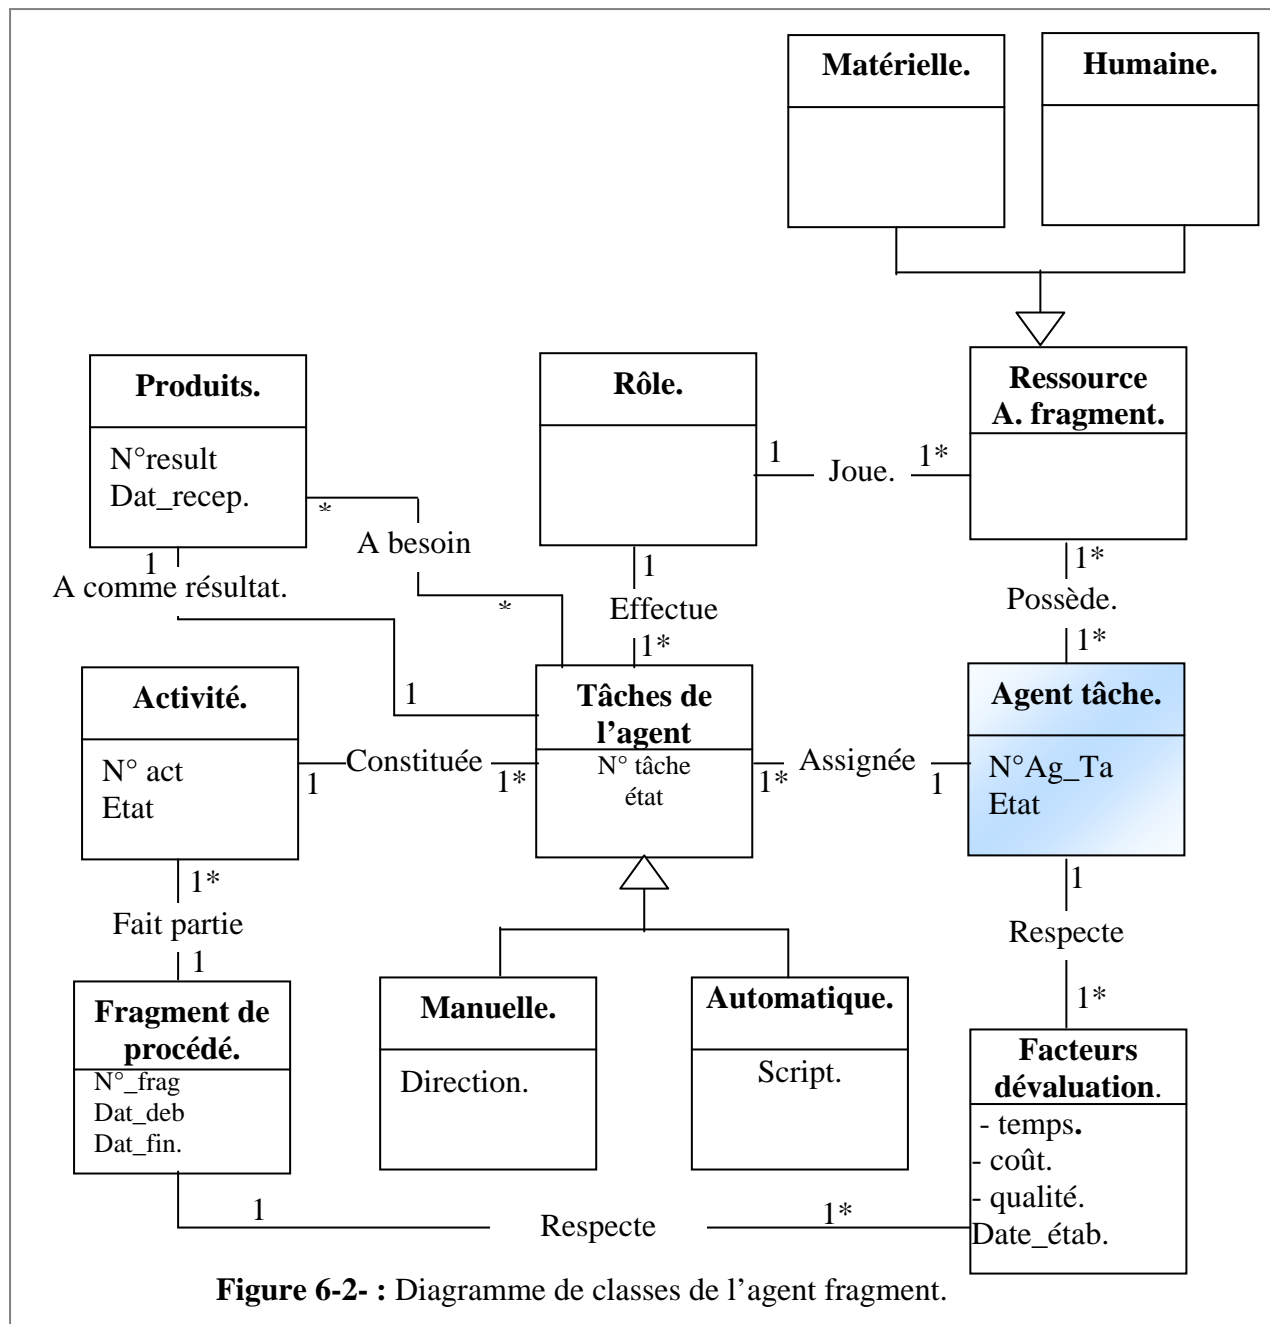 Matérielle.
Humaine.
Produits.
N°result
Dat_recep.
Rôle.
Ressource
A. fragment.
1
Joue.
1*
*
A besoin
*
1
A comme résultat.
1
1
Effectue
1*
1*
Possède.
1*
Activité.
N° act
Etat
1
Constituée
1*
Tâches de
l’agent
N° tâche
état
1*
Assignée
1
Agent tâche.
N°Ag_Ta
Etat
1*
Fait partie
1
1
Respecte
1*
Fragment de
procédé.
N°_frag
Dat_deb
Dat_fin.
Manuelle.
Direction.
Automatique.
Script.
Facteurs
dévaluation.
- temps.
- coût.
- qualité.
Date_étab.
1
Respecte
1*
Figure 6-2- : Diagramme de classes de l’agent fragment.